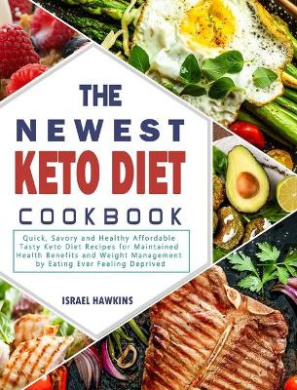 THE
NEWEST
KETO DIET
COOKBOOK
Quick, Savory and Healthy Affordable
Tasty Keto Diet Recipes for Maintained
Health Benefits and Weight Management
by Eating Ever Feeling Deprived
ISRAEL HAWKINS